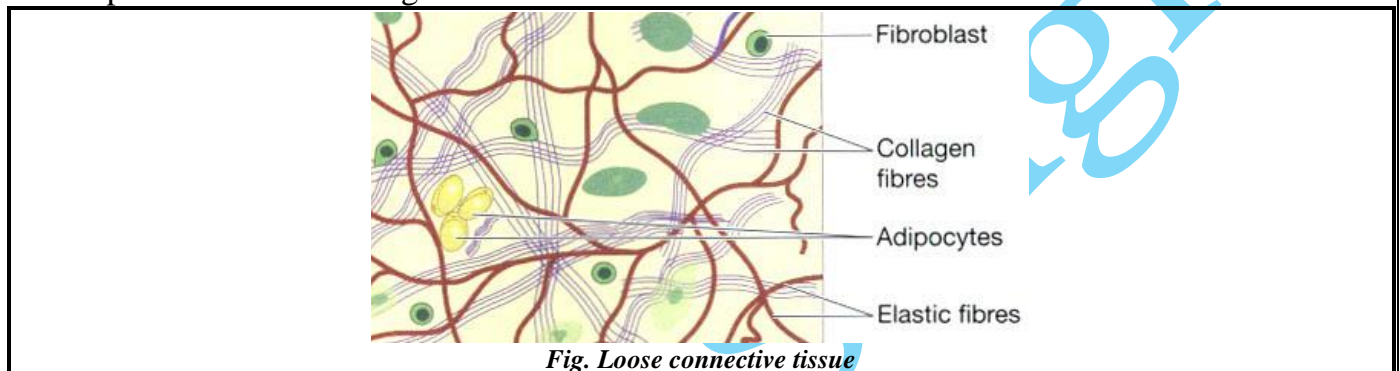 Fibroblast
Collagen
fibres
Adipocytes
Elastic fibres
Fig. Loose connective tissue